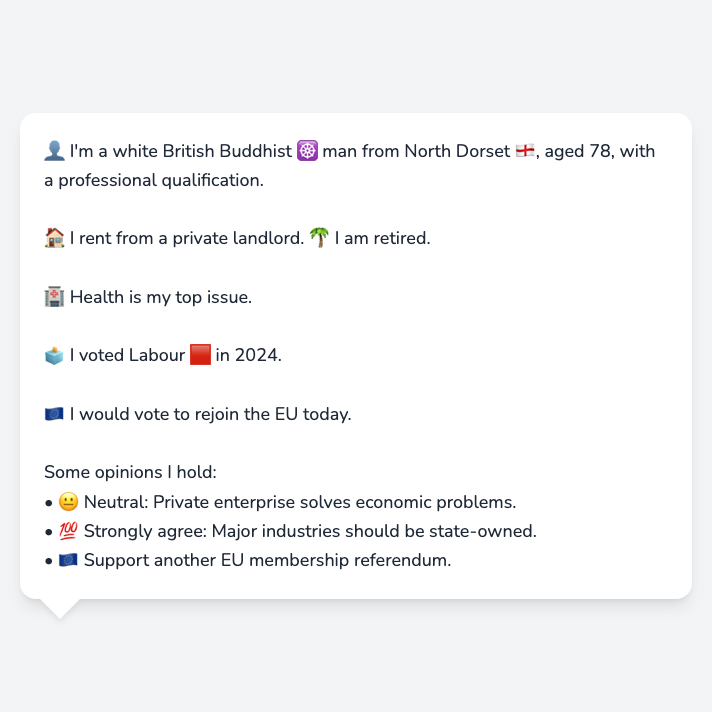 👤 I'm a white British Buddhist ☸️ man from North Dorset 🏴󠁧󠁢󠁥󠁮󠁧󠁿, aged 78, with
a professional qualification.
🏠 I rent from a private landlord. 🌴 I am retired.
🏥 Health is my top issue.
🗳️ I voted Labour 🟥 in 2024.
🇪🇺 I would vote to rejoin the EU today.
Some opinions I hold:
• 😐 Neutral: Private enterprise solves economic problems.
• 💯 Strongly agree: Major industries should be state-owned.
• 🇪🇺 Support another EU membership referendum.